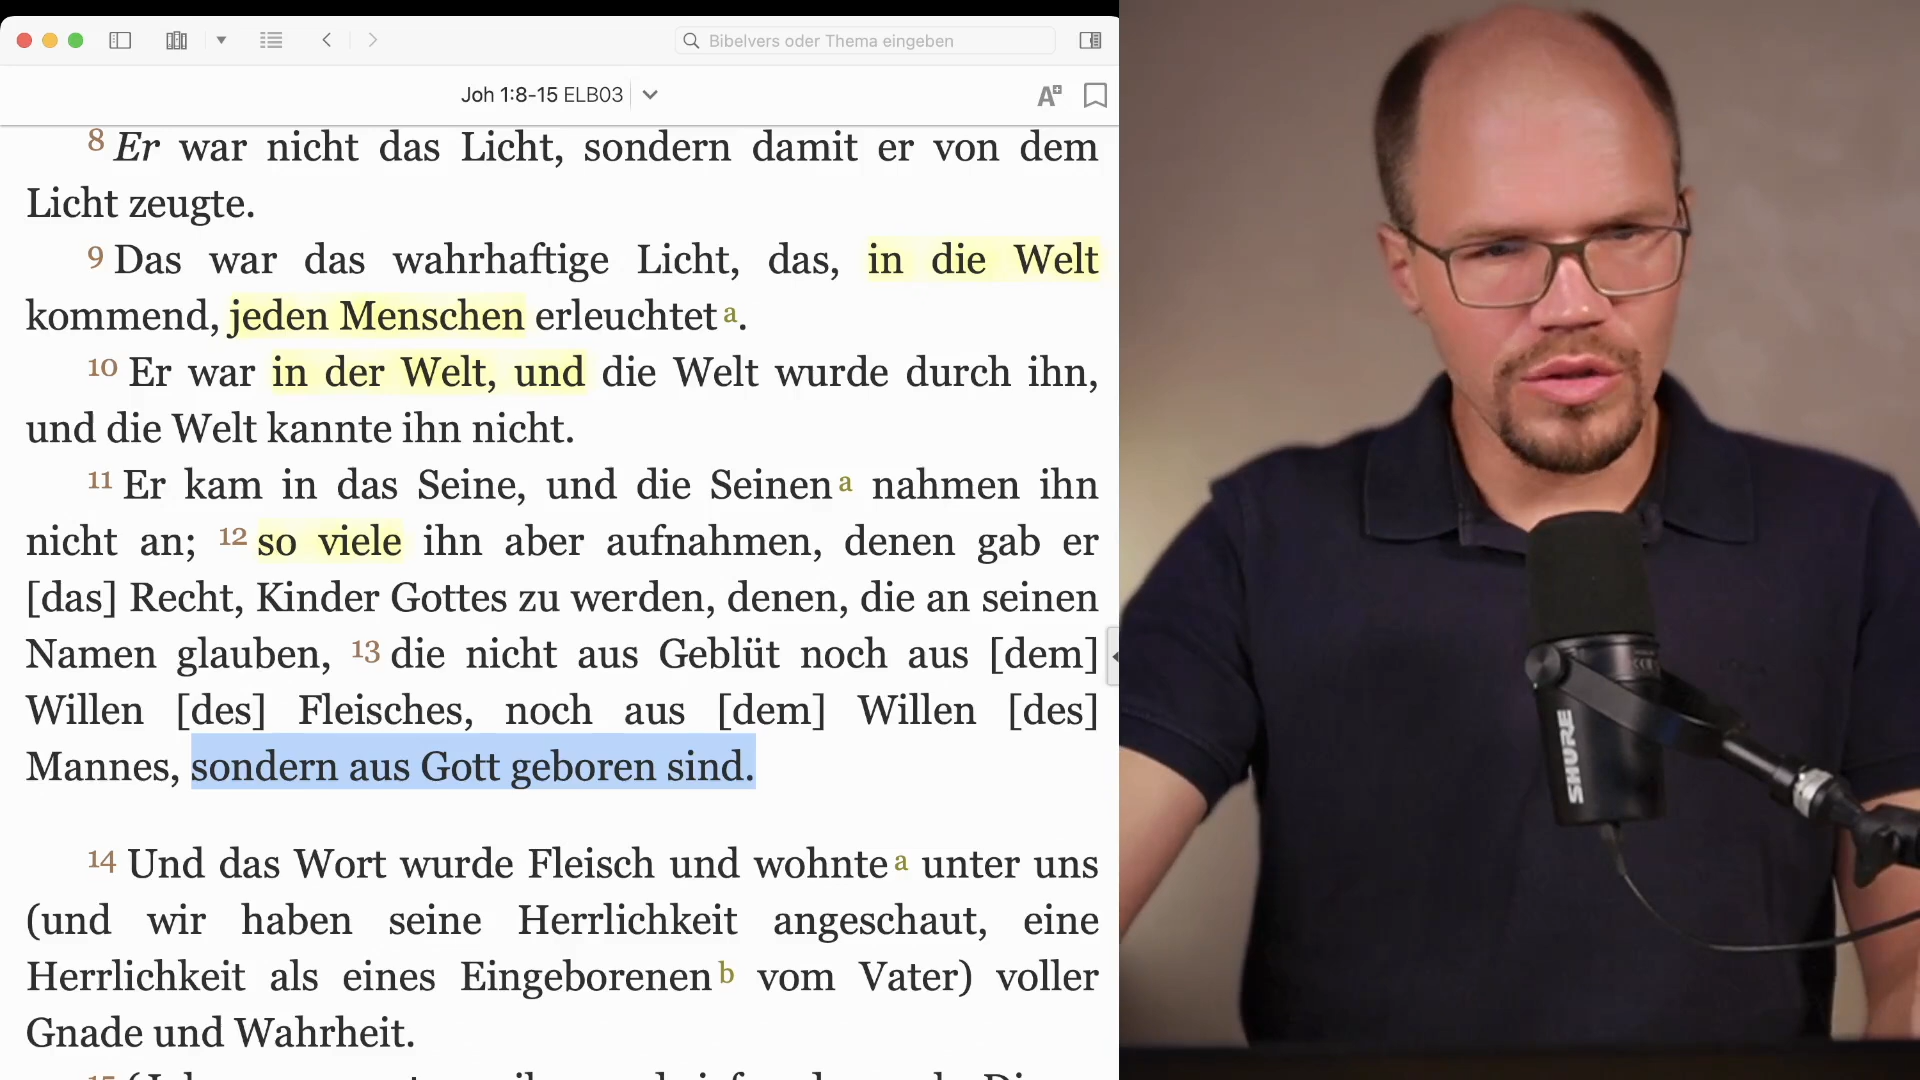 Bibelvers oder Thema eingeben
Joh 1:8-15 ELB03
A
8 Er war nicht das Licht, sondern damit er von dem
Licht zeugte.
9 Das war das wahrhaftige Licht, das, in die Welt
kommend, jeden Menschen erleuchtet a.
10 Er war in der Welt, und die Welt wurde durch ihn,
und die Welt kannte ihn nicht.
11 Er kam in das Seine, und die Seinen a nahmen ihn
nicht an; 12 so viele ihn aber aufnahmen, denen gab er
[das] Recht, Kinder Gottes zu werden, denen, die an seinen
Namen glauben, 13 die nicht aus Geblüt noch aus [dem]
Willen [des] Fleisches, noch aus [dem] Willen [des]
Mannes, sondern aus Gott geboren sind.
14 Und das Wort wurde Fleisch und wohnte a unter uns
(und wir haben seine Herrlichkeit angeschaut, eine
Herrlichkeit als eines Eingeborenen b vom Vater) voller
Gnade und Wahrheit.
SHURE